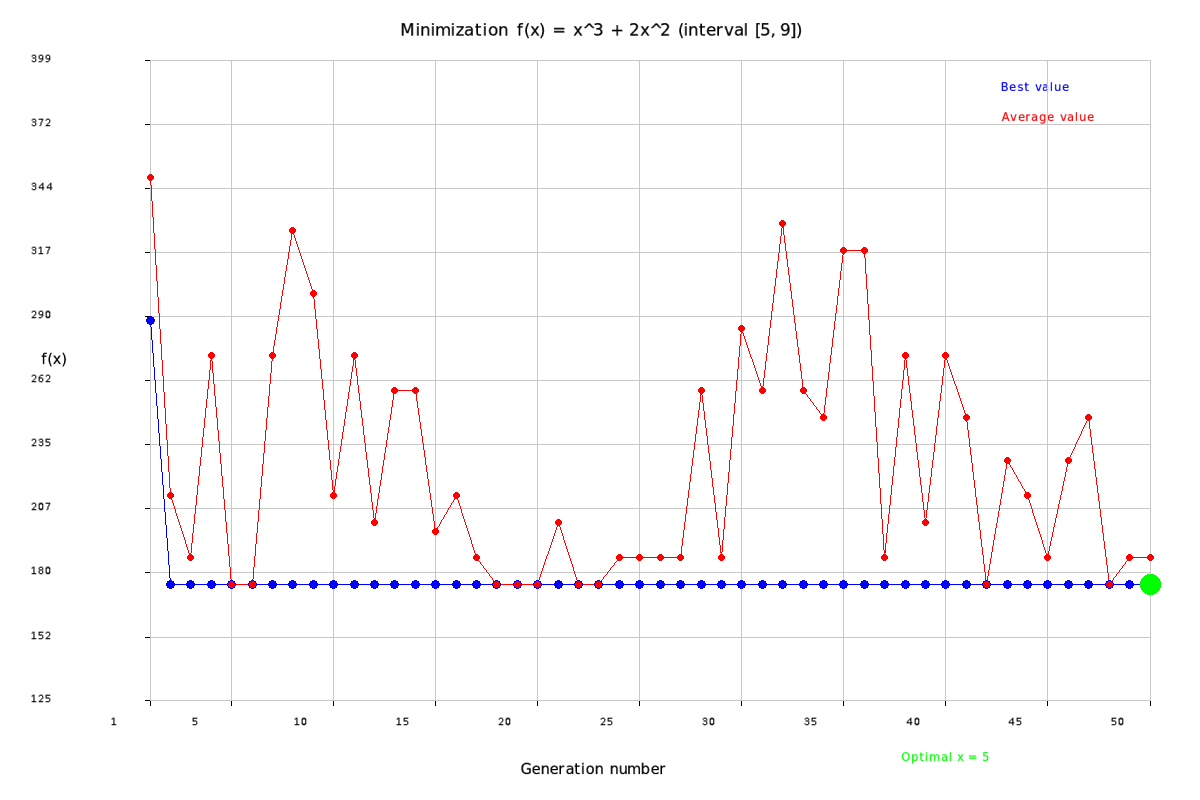 Minimization f(x) = x^3 + 2x^2 (interval [5, 9])
399
Best value
Average value
372
344
317
290
f(x)
262
235
207
180
152
125
1 5 10 15 20 25 30 35 40 45 50
Optimal x = 5
Generation number